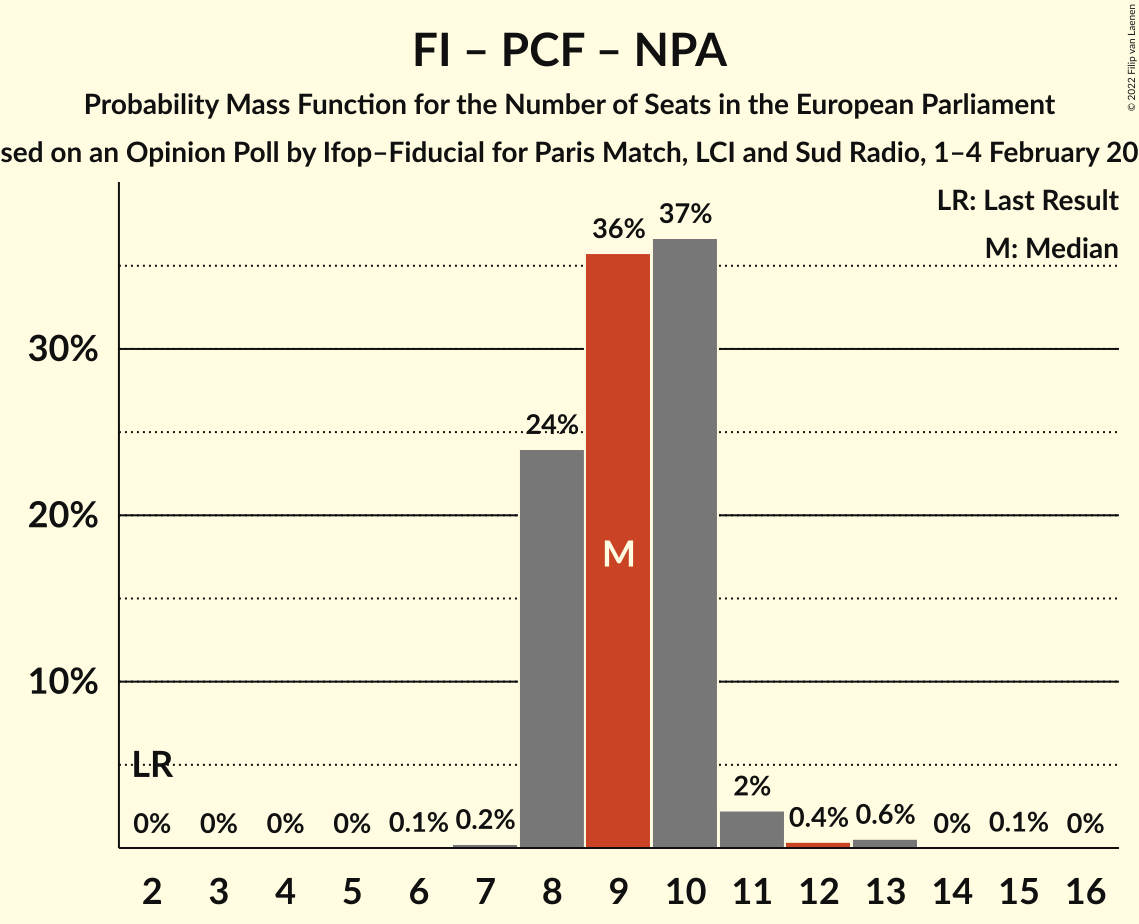 FI – PCF – NPA
Probability Mass Function for the Number of Seats in the European Parliament
sed on an Opinion Poll by Ifop–Fiducial for Paris Match, LCI and Sud Radio, 1–4 February 20
© 2022 Filip van Laenen
LR: Last Result
M: Median
37%
36%
30%
24%
20%
M
10%
LR
2%
0% 0% 0% 0% 0.1% 0.2% 0.4% 0.6% 0% 0.1% 0%
2 3 4 5 6 7 8 9 10 11 12 13 14 15 16